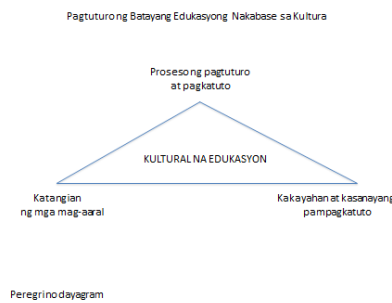 Pagtuturong Batayang Edukasyong Nakabase sa Kultura
Prosesong pagtuturo
at pagkatuto
KULTURAL NA EDUKASYON
Katangian
ng mga mag-aaral
Kakayahan at kasanayang
pampagkatuto
Peregrino dayagram